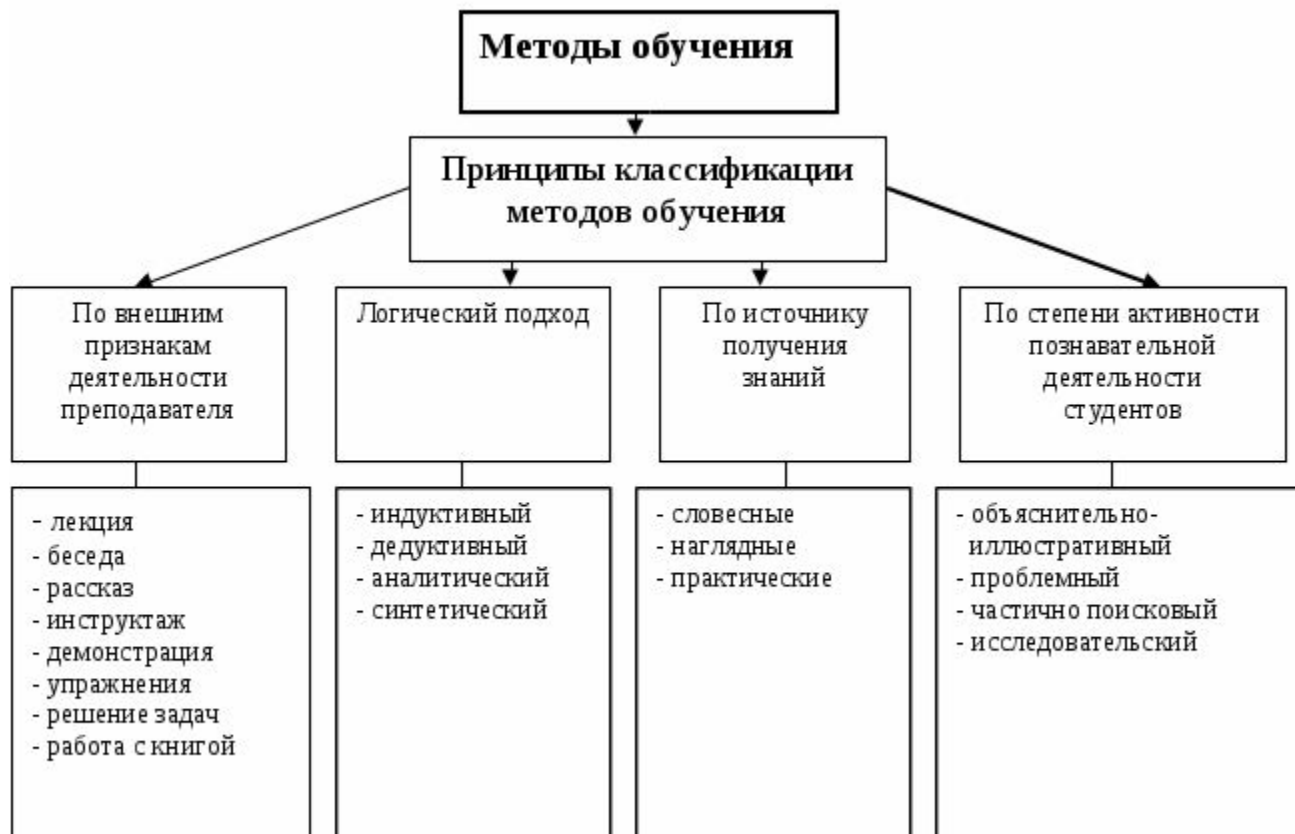 Методы обучения
Принципы классификации
методов обучения
По внешним
признакам
деятельности
преподавателя
Логический подход
По источнику
получения
знаний
По степени активности
познавательной
деятельности
студентов
- лекция
- беседа
- рассказ
- инструктаж
- демонстрация
- упражнения
- решение задач
- работа с книгой
- индуктивный
- дедуктивный
- аналитический
- синтетический
- словесные
- наглядные
- практические
- объяснительно-
иллюстративный
- проблемный
- частично поисковый
- исследовательский